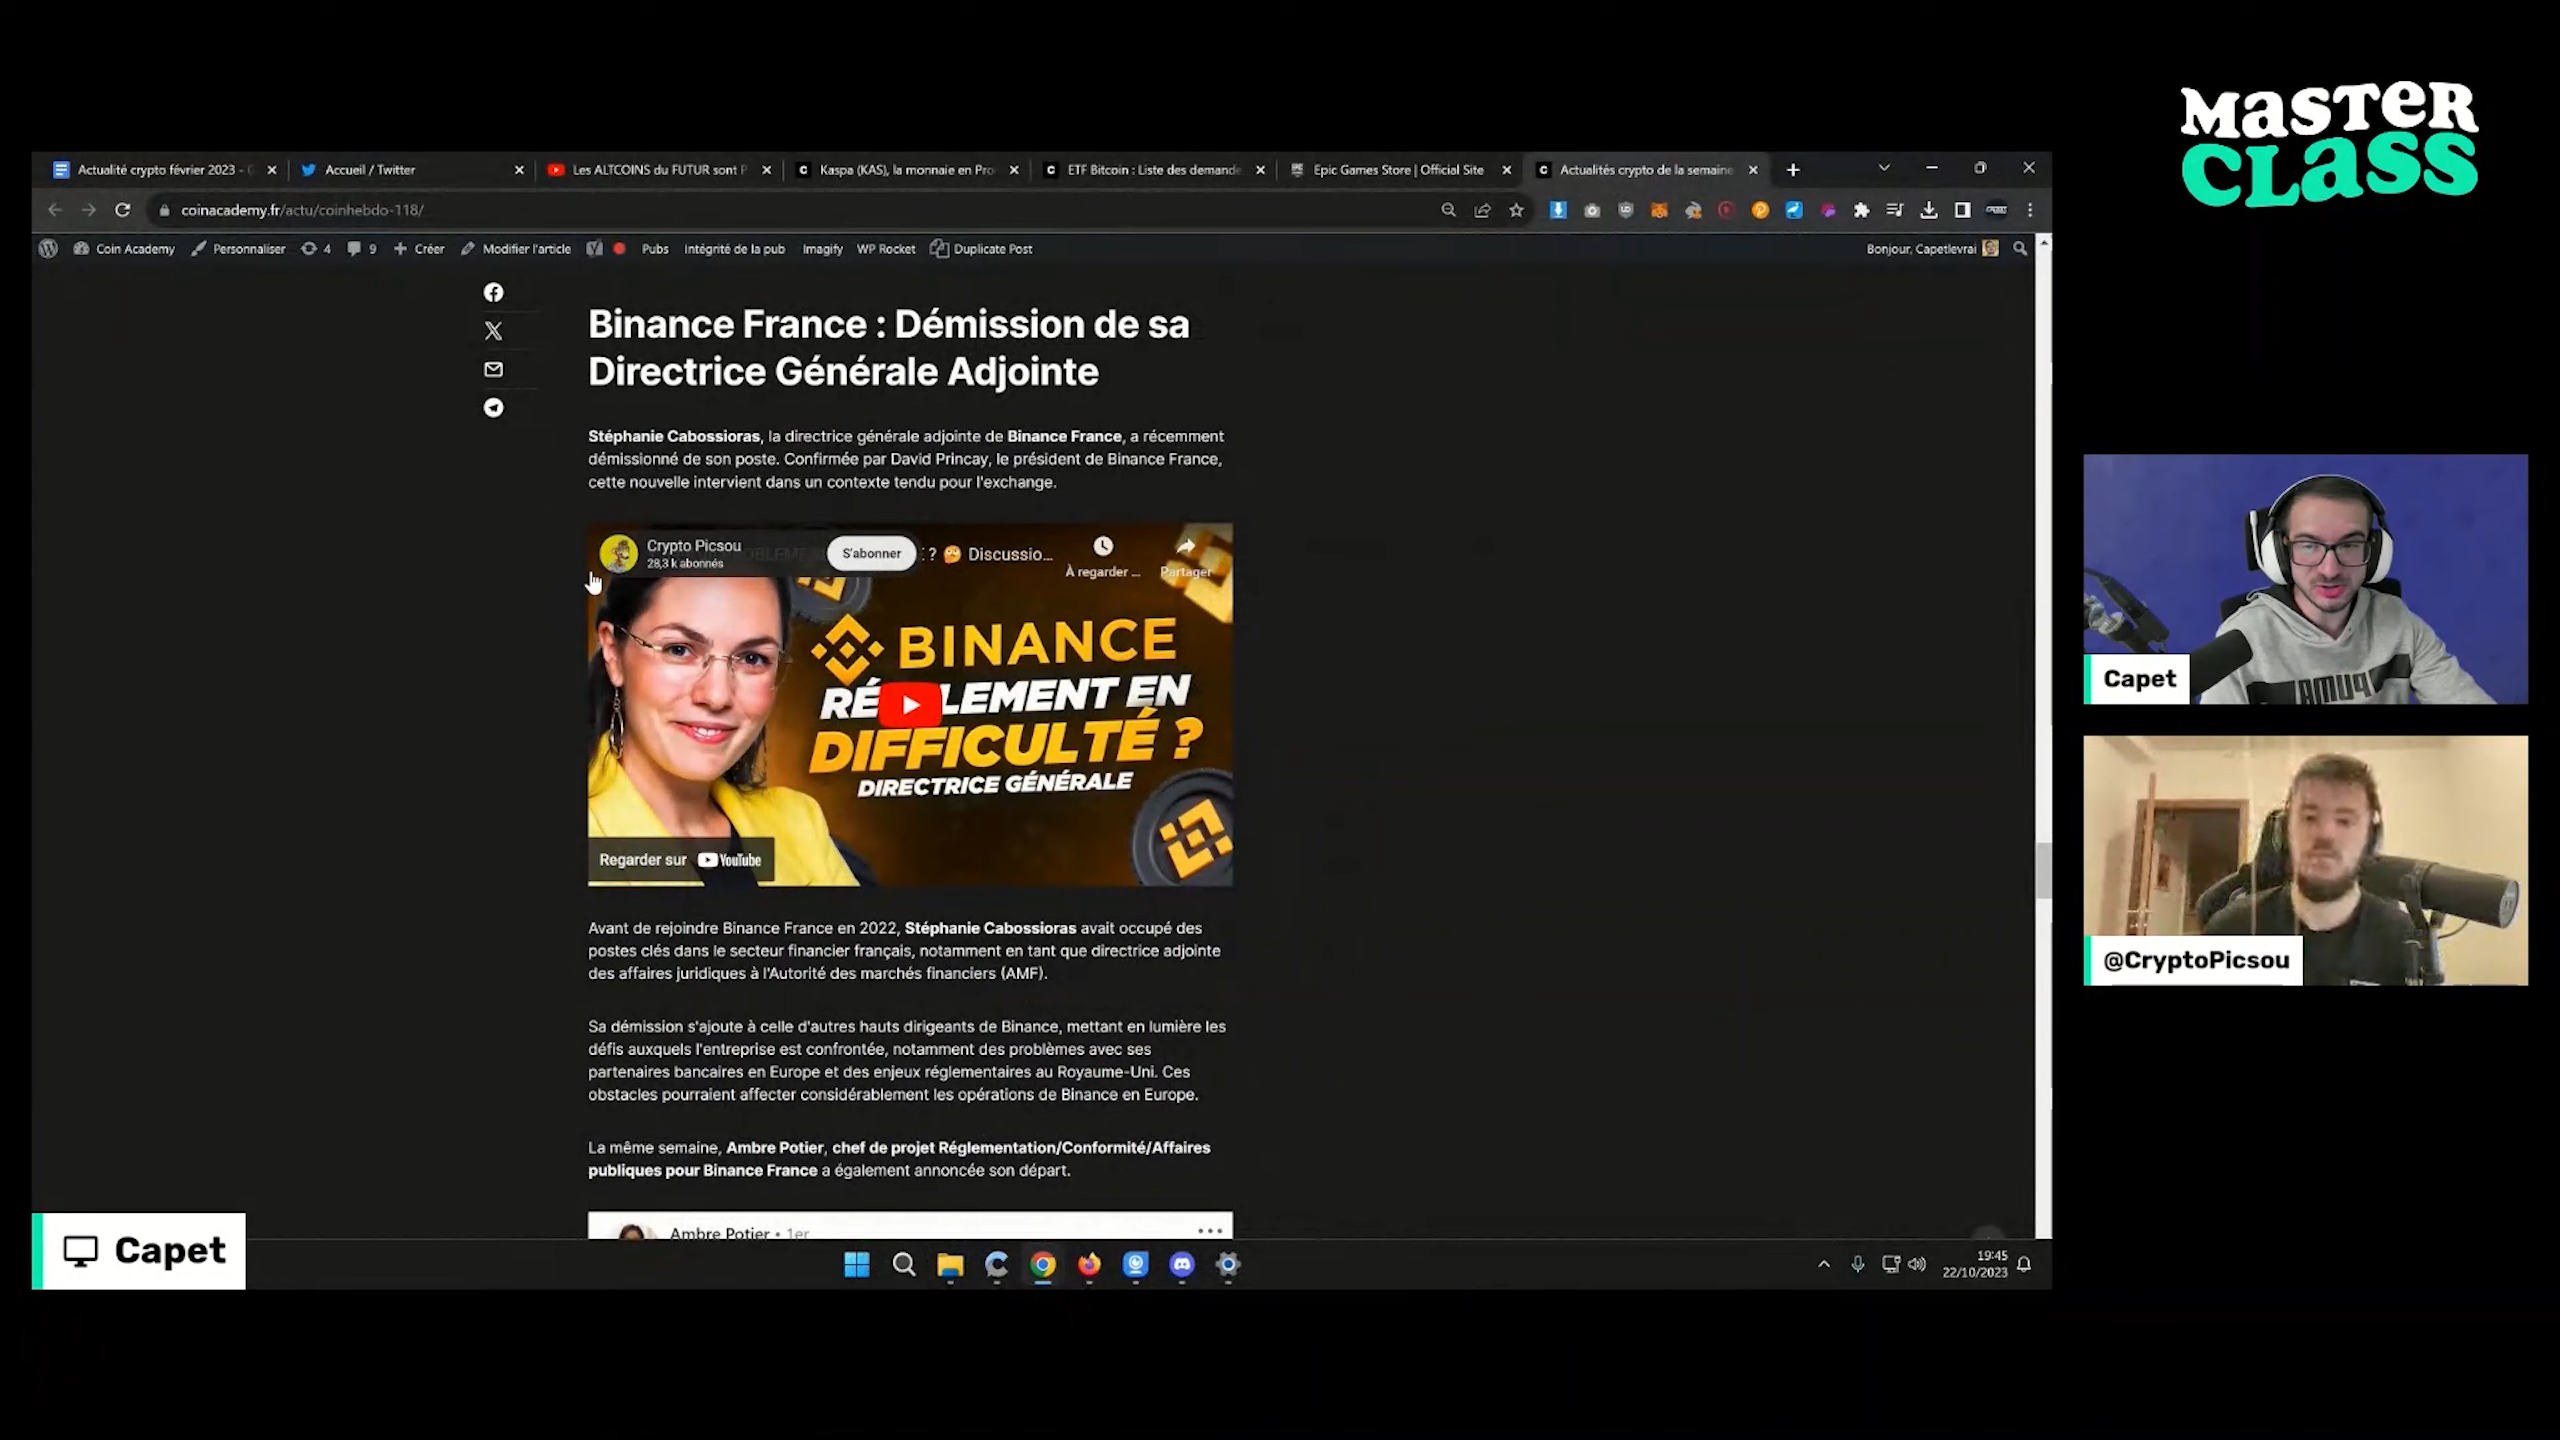 MASTER
CLASS
Actualité crypto février 2023 -
Accueil / Twitter
Les ALTCOINS du FUTUR sont P
Kaspa (KAS), la monnaie en Pro
ETF Bitcoin : Liste des demande
Epic Games Store | Official Site
Actualités crypto de la semaine
coinacademy.fr/actu/coinhebdo-118/
Coin Academy
Personnaliser
4
9
Créer
Modifier l'article
Pubs
Intégrité de la pub
Imagify
WP Rocket
Duplicate Post
Bonjour, Capetlevrai
Binance France : Démission de sa
Directrice Générale Adjointe
Stéphanie Cabossioras, la directrice générale adjointe de Binance France, a récemment
démissionné de son poste. Confirmée par David Princay, le président de Binance France,
cette nouvelle intervient dans un contexte tendu pour l'exchange.
Crypto Picsou
28,3 k abonnés
S'abonner
? Discussio...
À regarder ...
Partager
BINANCE
RÉ LEMENT EN
DIFFICULTÉ ?
DIRECTRICE GÉNÉRALE
Regarder sur YouTube
Avant de rejoindre Binance France en 2022, Stéphanie Cabossioras avait occupé des
postes clés dans le secteur financier français, notamment en tant que directrice adjointe
des affaires juridiques à l'Autorité des marchés financiers (AMF).
Sa démission s'ajoute à celle d'autres hauts dirigeants de Binance, mettant en lumière les
défis auxquels l'entreprise est confrontée, notamment des problèmes avec ses
partenaires bancaires en Europe et des enjeux réglementaires au Royaume-Uni. Ces
obstacles pourraient affecter considérablement les opérations de Binance en Europe.
La même semaine, Ambre Potier, chef de projet Réglementation/Conformité/Affaires
publiques pour Binance France a également annoncée son départ.
Ambre Potier • 1er
Capet
19:45
22/10/2023
PUMA
Capet
@CryptoPicsou